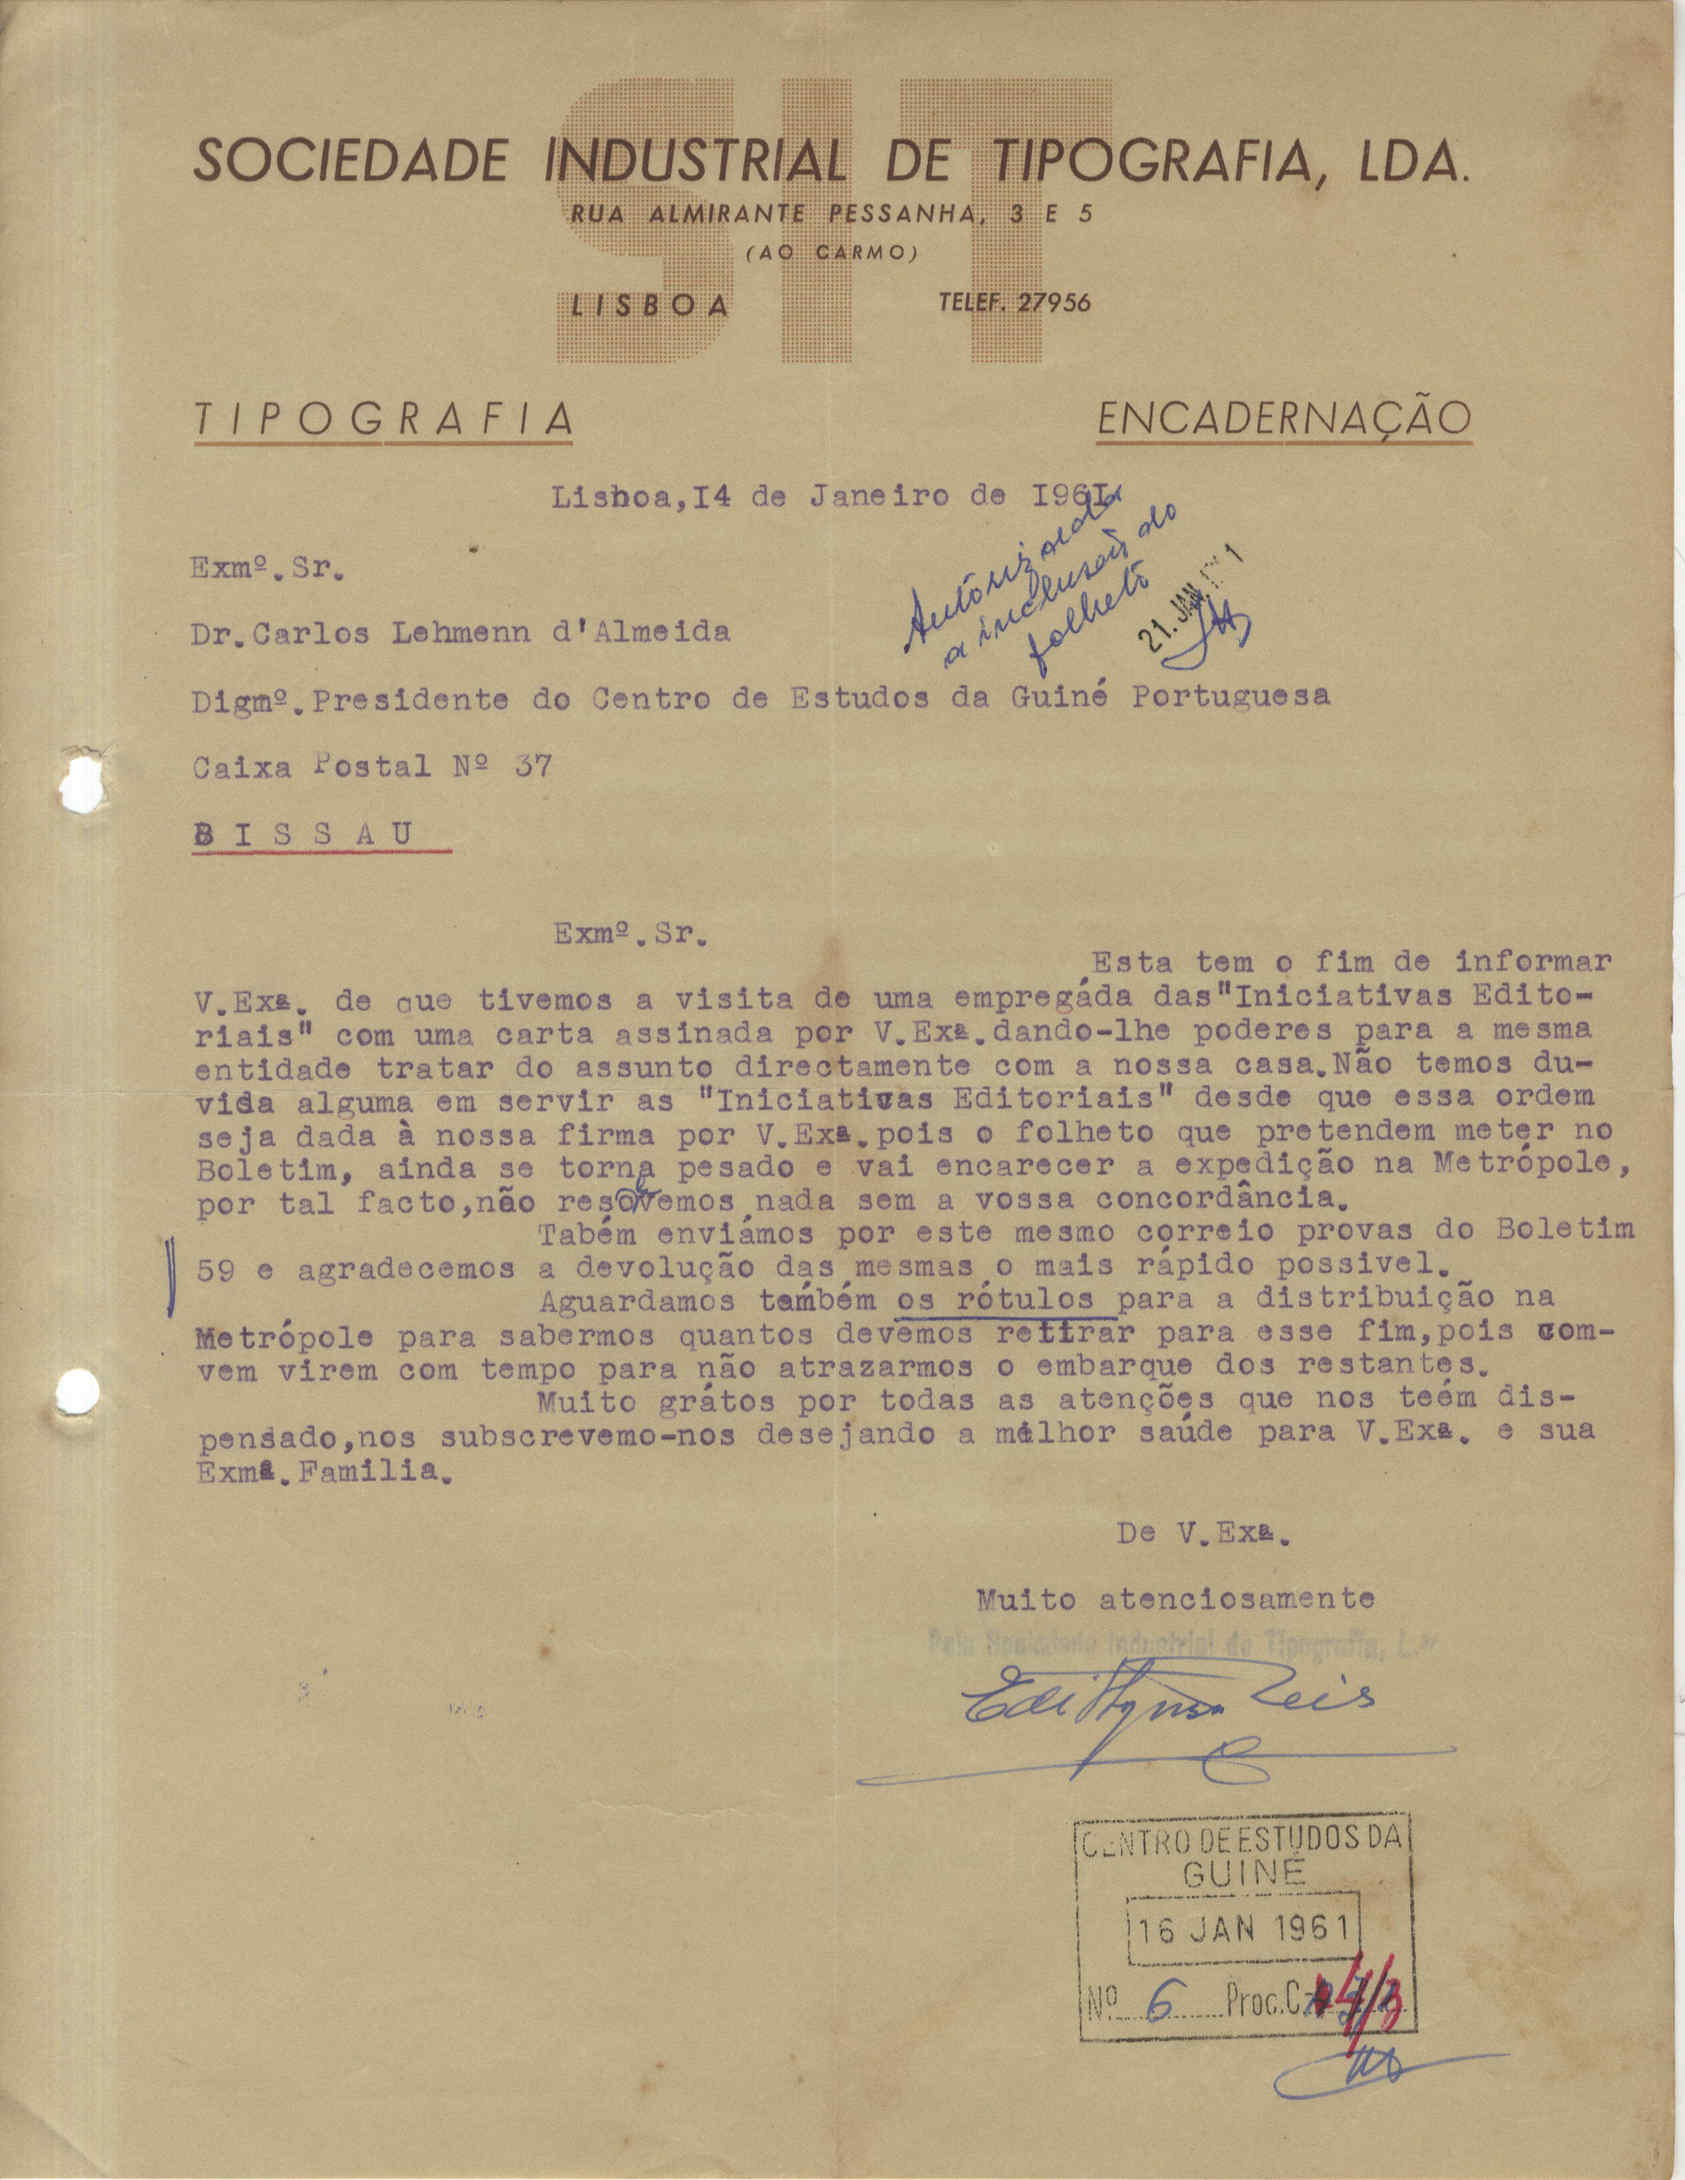 SIT
SOCIEDADE INDUSTRIAL DE TIPOGRAFIA, LDA.
RUA ALMIRANTE PESSANHA, 3 E 5
(AO CARMO)
LISBOA TELEF. 27956
TIPOGRAFIA ENCADERNAÇÃO
Lisboa,I4 de Janeiro de I96I
Autorizada
a inclusão do
folheto
21. JAN
Exmº.Sr.
Dr.Carlos Lehmenn d'Almeida
Digmº.Presidente do Centro de Estudos da Guiné Portuguesa
Caixa Postal Nº 37
B I S S A U
Exmº.Sr.
Esta tem o fim de informar
V.Exª. de que tivemos a visita de uma empregáda das"Iniciativas Edito-
riais" com uma carta assinada por V.Exª.dando-lhe poderes para a mesma
entidade tratar do assunto directamente com a nossa casa.Não temos du-
vida alguma em servir as "Iniciativas Editoriais" desde que essa ordem
seja dada à nossa firma por V.Exª.pois o folheto que pretendem meter no
Boletim, ainda se torna pesado e vai encarecer a expedição na Metrópole,
por tal facto,não resolvemos nada sem a vossa concordância.
Tabém enviámos por este mesmo correio provas do Boletim
59 e agradecemos a devolução das mesmas o mais rápido possivel.
Aguardamos também os rótulos para a distribuição na
Metrópole para sabermos quantos devemos retirar para esse fim,pois com-
vem virem com tempo para não atrazarmos o embarque dos restantes.
Muito grátos por todas as atenções que nos teém dis-
pensado,nos subscrevemo-nos desejando a milhor saúde para V.Exª. e sua
Exmª.Familia.
De V.Exª.
Muito atenciosamente
Pela Sociedade Industrial de Tipografia, L.da
Reis
CENTRO DE ESTUDOS DA
GUINÉ
16 JAN 1961
Nº 6 Proc.C